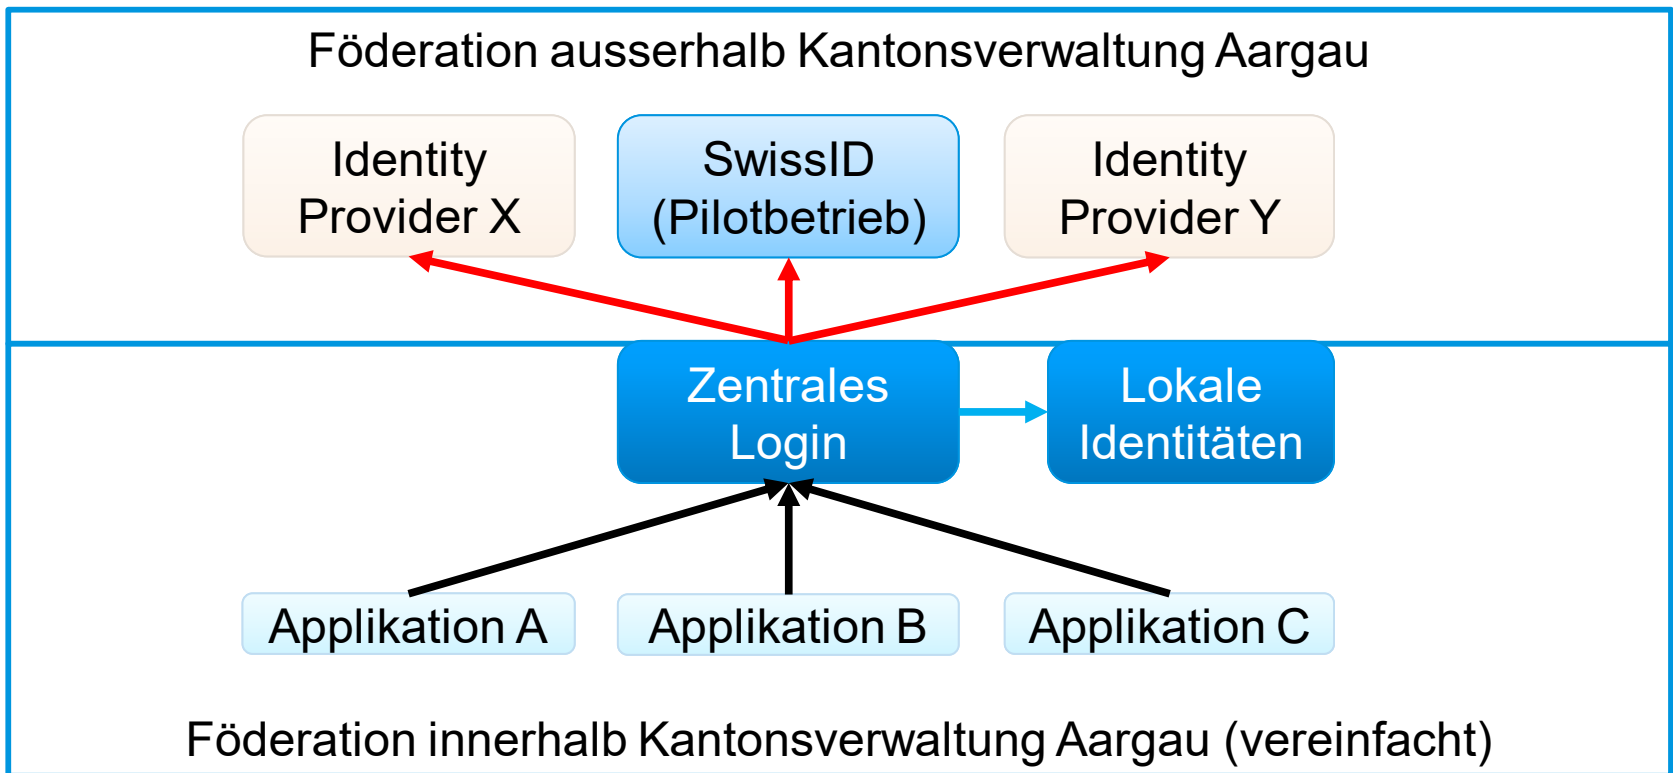 Föderation ausserhalb Kantonsverwaltung Aargau
Identity
Provider X
SwissID
(Pilotbetrieb)
Identity
Provider Y
Zentrales
Login
Lokale
Identitäten
Applikation A
Applikation B
Applikation C
Föderation innerhalb Kantonsverwaltung Aargau (vereinfacht)